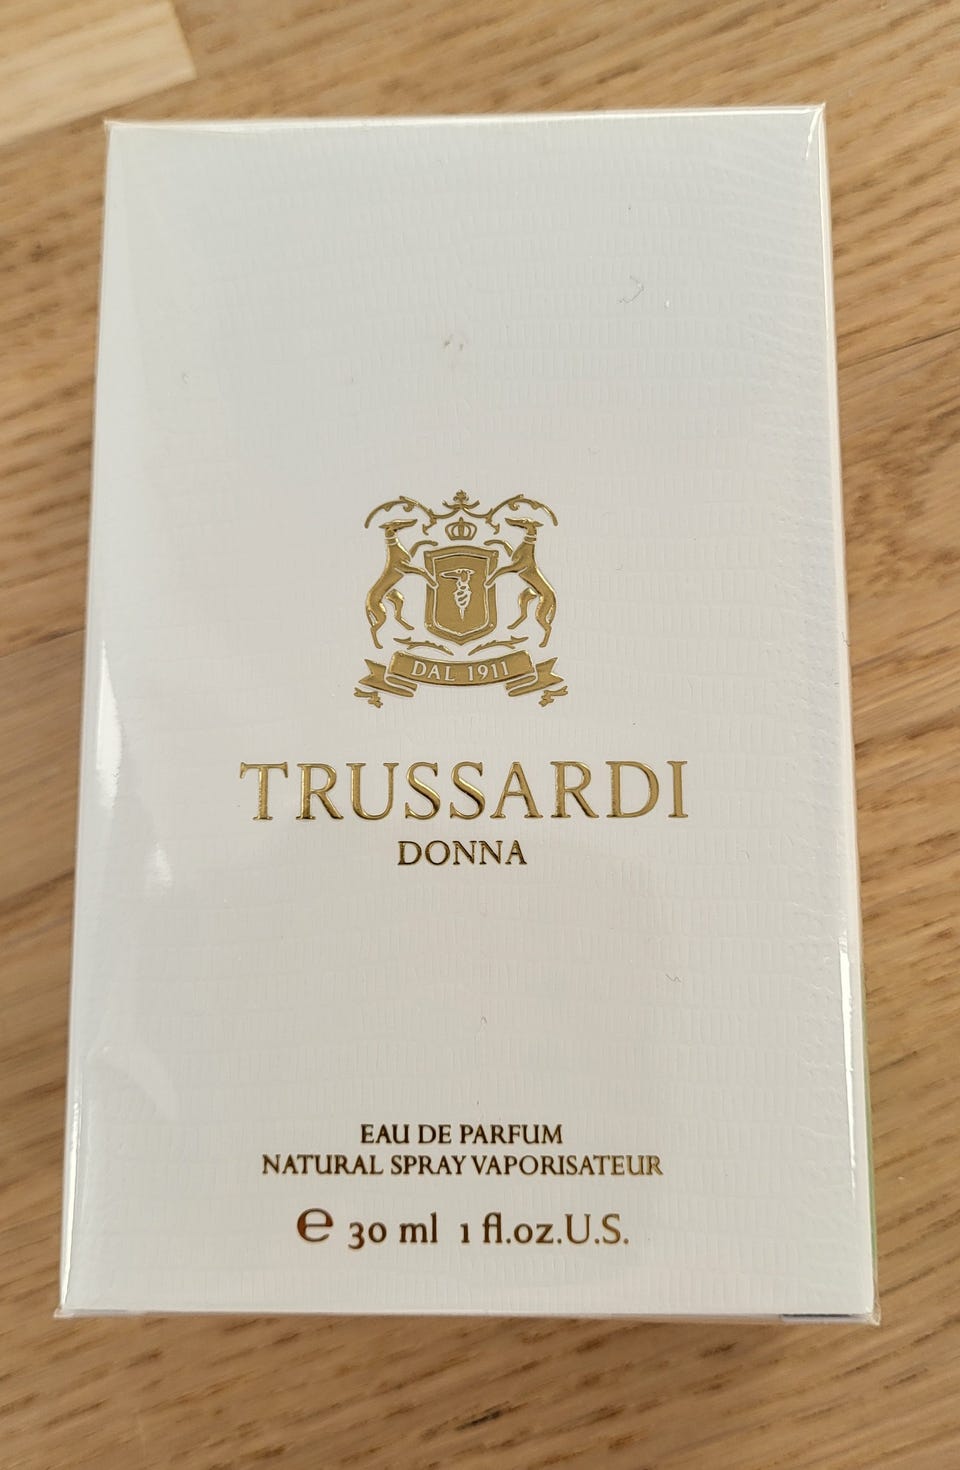 DAL 1911
TRUSSARDI
DONNA
EAU DE PARFUM
NATURAL SPRAY VAPORISATEUR
℮ 30 ml 1 fl.oz.U.S.